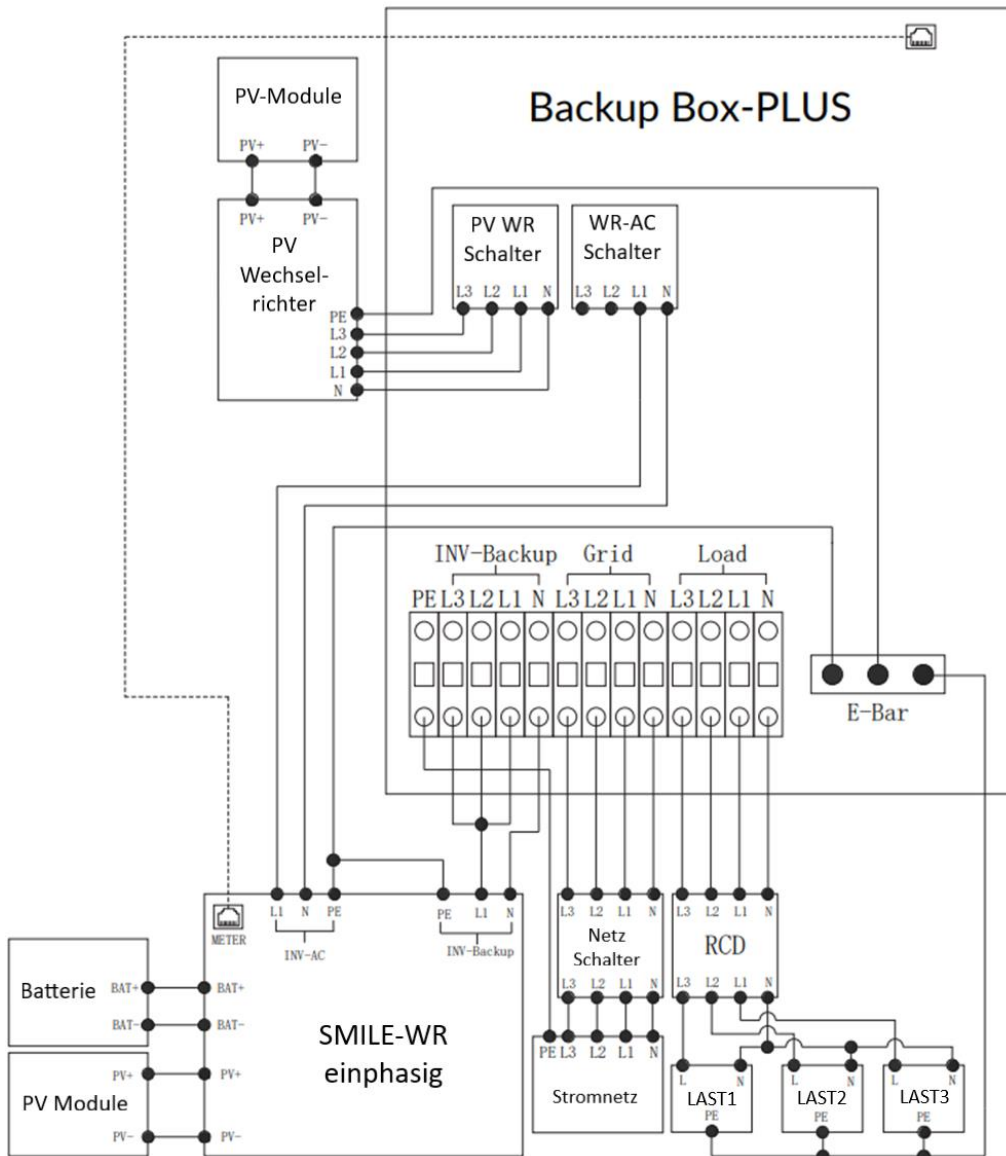 Backup Box-PLUS
PV-Module
PV+ PV-
PV+ PV-
PV
Wechsel-
richter
PE
L3
L2
L1
N
PV WR
Schalter
L3 L2 L1 N
WR-AC
Schalter
L3 L2 L1 N
INV-Backup Grid Load
PE L3 L2 L1 N L3 L2 L1 N L3 L2 L1 N
E-Bar
METER
L1 N PE
INV-AC
PE L1 N
INV-Backup
SMILE-WR
einphasig
BAT+
BAT-
PV+
PV-
Batterie
BAT+
BAT-
PV Module
PV+
PV-
L3 L2 L1 N
Netz
Schalter
L3 L2 L1 N
PE L3 L2 L1 N
Stromnetz
L3 L2 L1 N
RCD
L3 L2 L1 N
L N
LAST1
PE
L N
LAST2
PE
L N
LAST3
PE